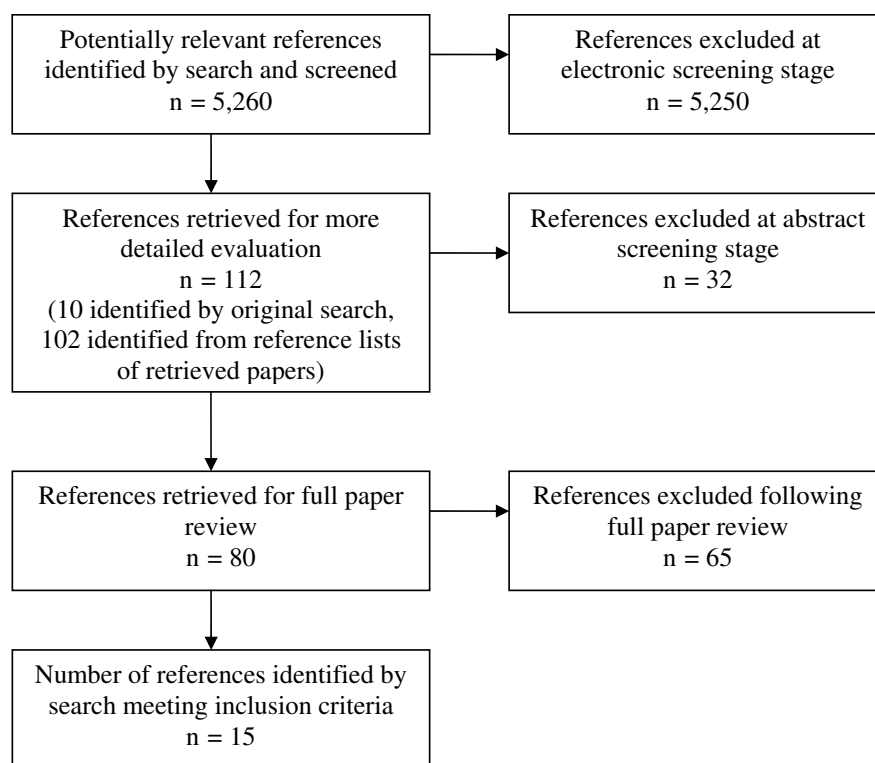 Potentially relevant references
identified by search and screened
n = 5,260
References excluded at
electronic screening stage
n = 5,250
References retrieved for more
detailed evaluation
n = 112
(10 identified by original search,
102 identified from reference lists
of retrieved papers)
References excluded at abstract
screening stage
n = 32
References retrieved for full paper
review
n = 80
References excluded following
full paper review
n = 65
Number of references identified by
search meeting inclusion criteria
n = 15